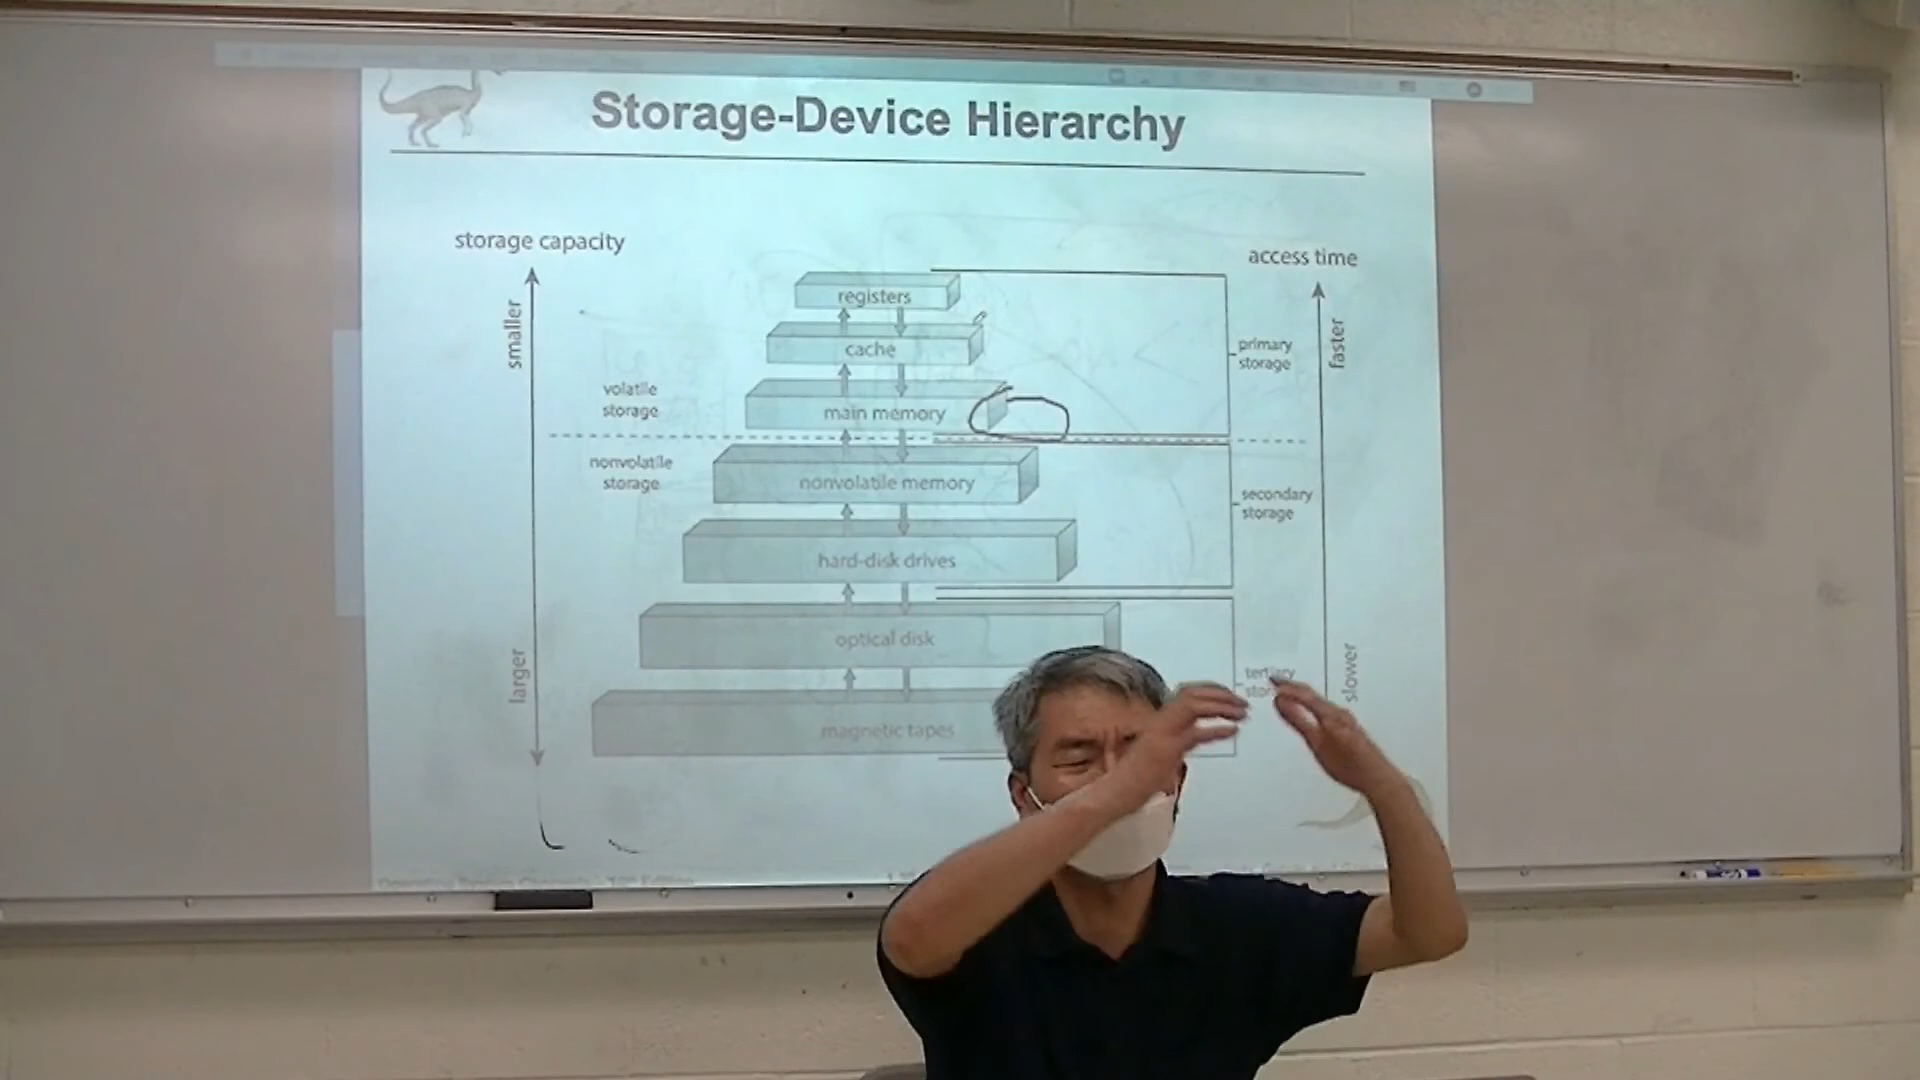 Storage-Device Hierarchy
storage capacity
access time
smaller
larger
faster
slower
registers
cache
main memory
nonvolatile memory
hard-disk drives
optical disk
magnetic tapes
volatile
storage
nonvolatile
storage
primary
storage
secondary
storage
tertiary